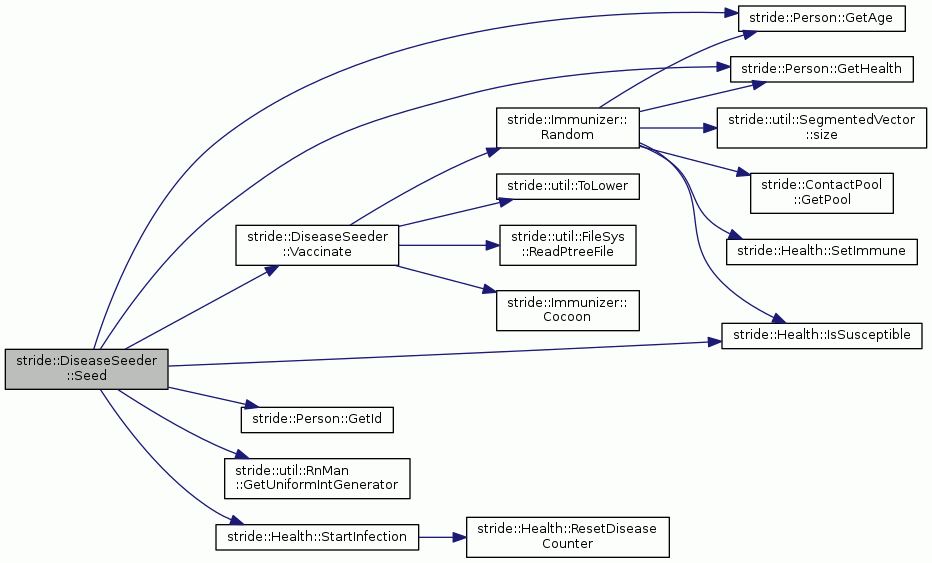 stride::Person::GetAge
stride::Person::GetHealth
stride::Immunizer::
Random
stride::util::SegmentedVector
::size
stride::util::ToLower
stride::ContactPool
::GetPool
stride::DiseaseSeeder
::Vaccinate
stride::util::FileSys
::ReadPtreeFile
stride::Health::SetImmune
stride::Immunizer::
Cocoon
stride::Health::IsSusceptible
stride::DiseaseSeeder
::Seed
stride::Person::GetId
stride::util::RnMan
::GetUniformIntGenerator
stride::Health::StartInfection
stride::Health::ResetDisease
Counter